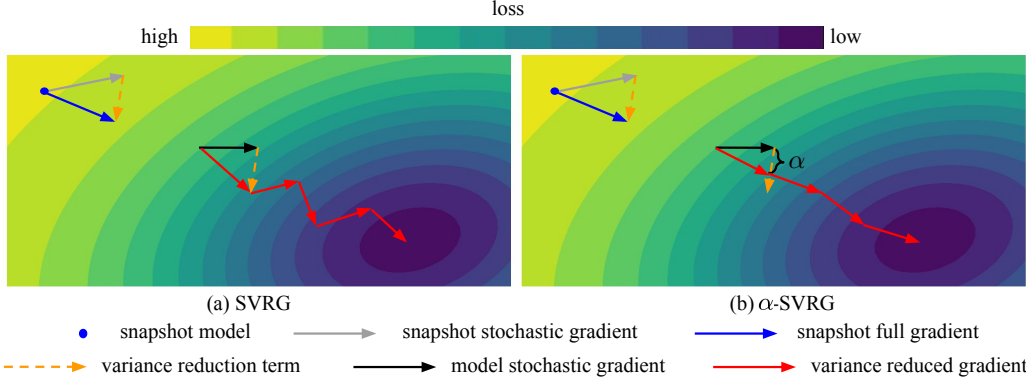 loss
high low
α
(a) SVRG (b) α-SVRG
snapshot model snapshot stochastic gradient snapshot full gradient
variance reduction term model stochastic gradient variance reduced gradient